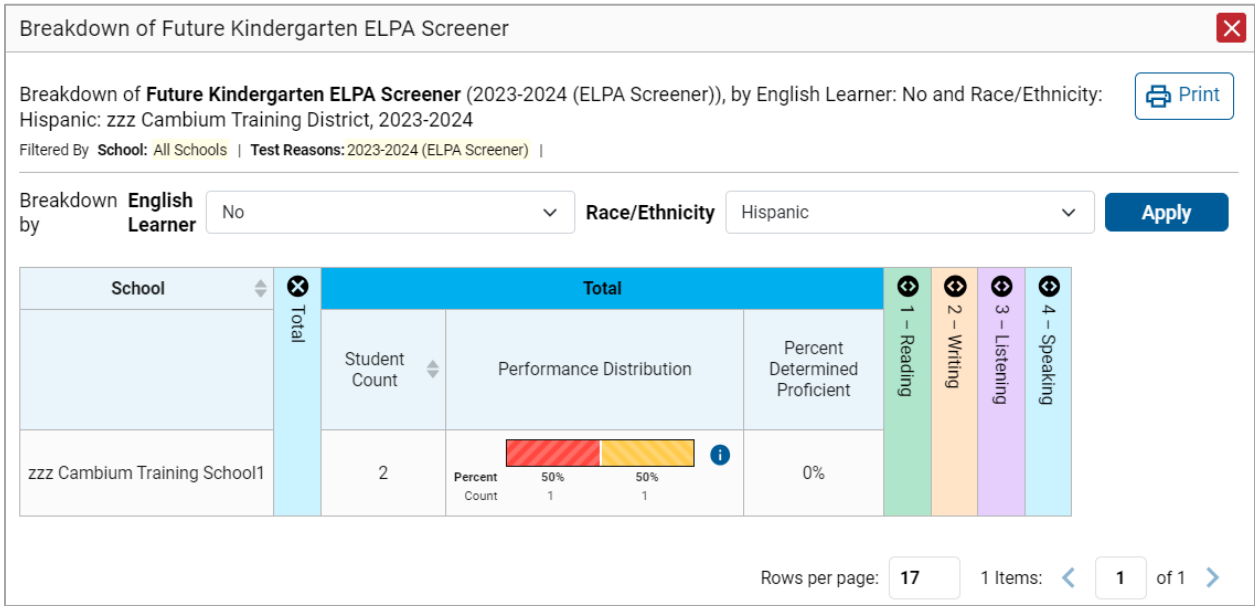 Breakdown of Future Kindergarten ELPA Screener
Breakdown of Future Kindergarten ELPA Screener (2023-2024 (ELPA Screener)), by English Learner: No and Race/Ethnicity:
Hispanic: zzz Cambium Training District, 2023-2024
Print
Filtered By School: All Schools | Test Reasons: 2023-2024 (ELPA Screener) |
Breakdown by
English Learner
No
Race/Ethnicity
Hispanic
Apply
School
Total
Total
1 – Reading
2 – Writing
3 – Listening
4 – Speaking
Student
Count
Performance Distribution
Percent
Determined
Proficient
zzz Cambium Training School1
2
Percent 50% 50%
Count 1 1
0%
Rows per page: 17 1 Items: 1 of 1